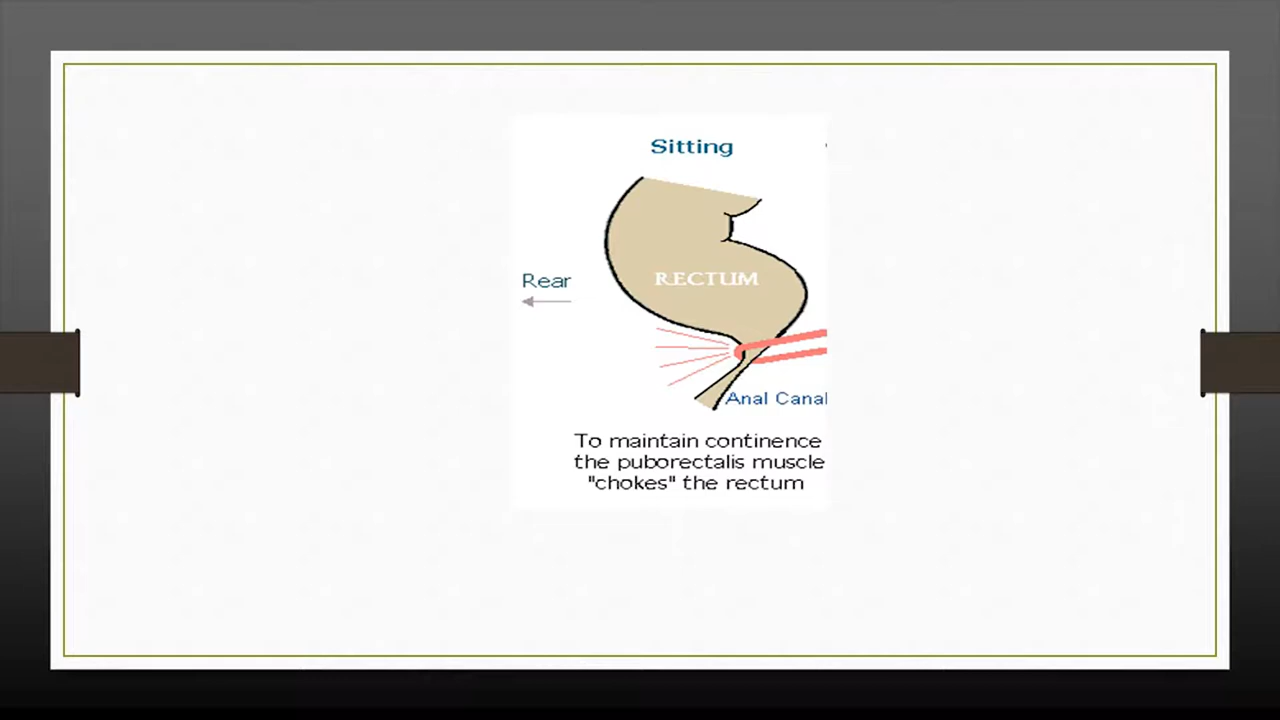 Sitting
Rear
RECTUM
Anal Canal
To maintain continence
the puborectalis muscle
"chokes" the rectum